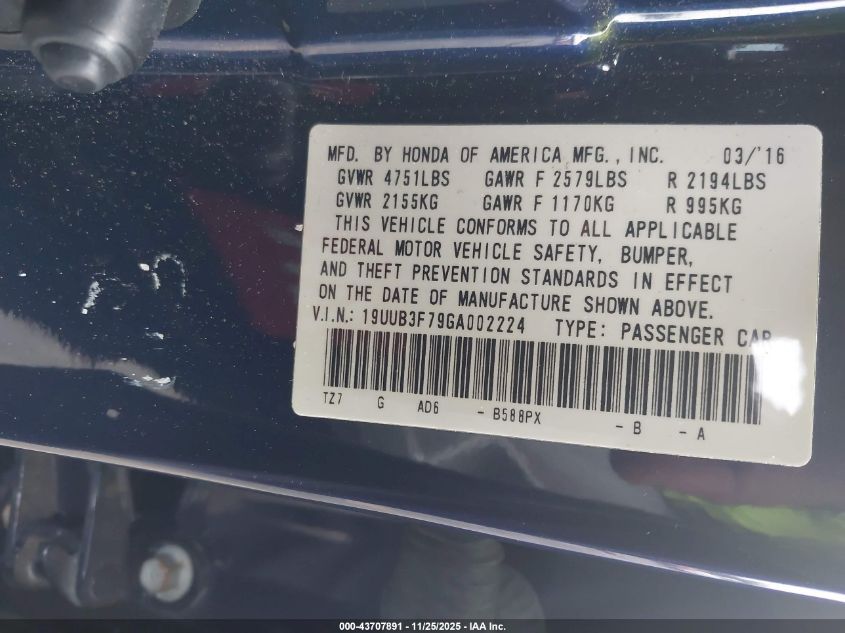 MFD. BY HONDA OF AMERICA MFG., INC. 03/'16
GVWR 4751LBS GAWR F 2579LBS R 2194LBS
GVWR 2155KG GAWR F 1170KG R 995KG
THIS VEHICLE CONFORMS TO ALL APPLICABLE
FEDERAL MOTOR VEHICLE SAFETY, BUMPER,
AND THEFT PREVENTION STANDARDS IN EFFECT
ON THE DATE OF MANUFACTURE SHOWN ABOVE.
V.I.N.: 19UUB3F79GA002224 TYPE: PASSENGER CAR
TZ7 G AD6 - B588PX - B - A
000-43707891 - 11/25/2025 - IAA Inc.